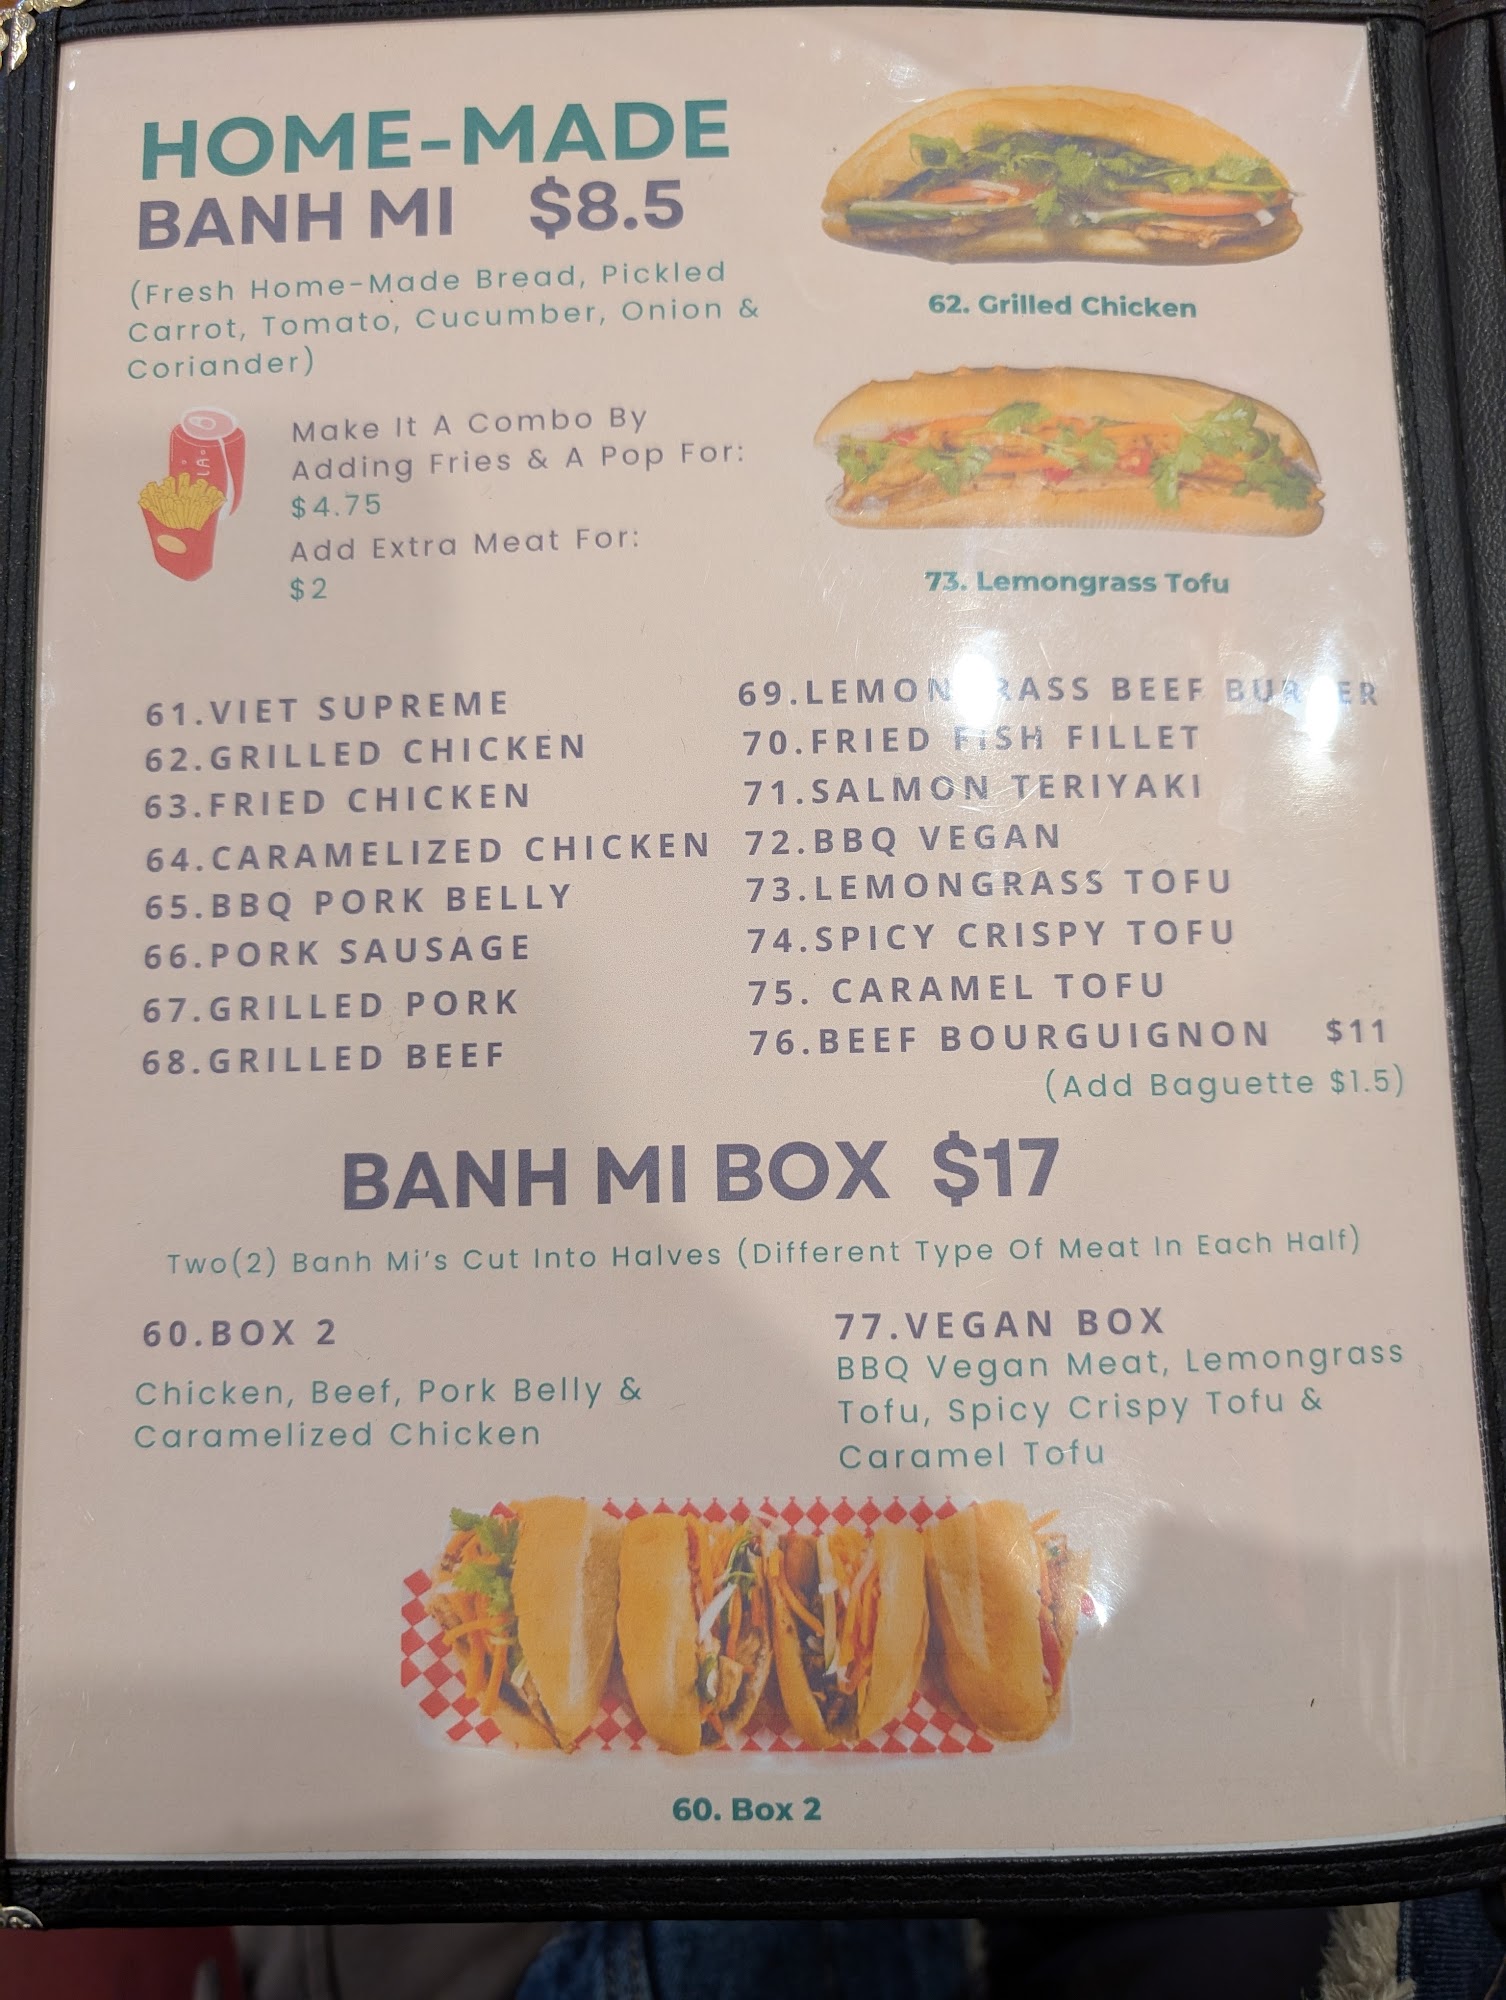 HOME-MADE
BANH MI $8.5
(Fresh Home-Made Bread, Pickled
Carrot, Tomato, Cucumber, Onion &
Coriander)
Make It A Combo By
Adding Fries & A Pop For:
$4.75
Add Extra Meat For:
$2
62. Grilled Chicken
73. Lemongrass Tofu
61.VIET SUPREME
62.GRILLED CHICKEN
63.FRIED CHICKEN
64.CARAMELIZED CHICKEN
65.BBQ PORK BELLY
66.PORK SAUSAGE
67.GRILLED PORK
68.GRILLED BEEF
69.LEMONGRASS BEEF BURGER
70.FRIED FISH FILLET
71.SALMON TERIYAKI
72.BBQ VEGAN
73.LEMONGRASS TOFU
74.SPICY CRISPY TOFU
75. CARAMEL TOFU
76.BEEF BOURGUIGNON $11
(Add Baguette $1.5)
BANH MI BOX $17
Two(2) Banh Mi's Cut Into Halves (Different Type Of Meat In Each Half)
60.BOX 2
Chicken, Beef, Pork Belly &
Caramelized Chicken
77.VEGAN BOX
BBQ Vegan Meat, Lemongrass
Tofu, Spicy Crispy Tofu &
Caramel Tofu
60. Box 2